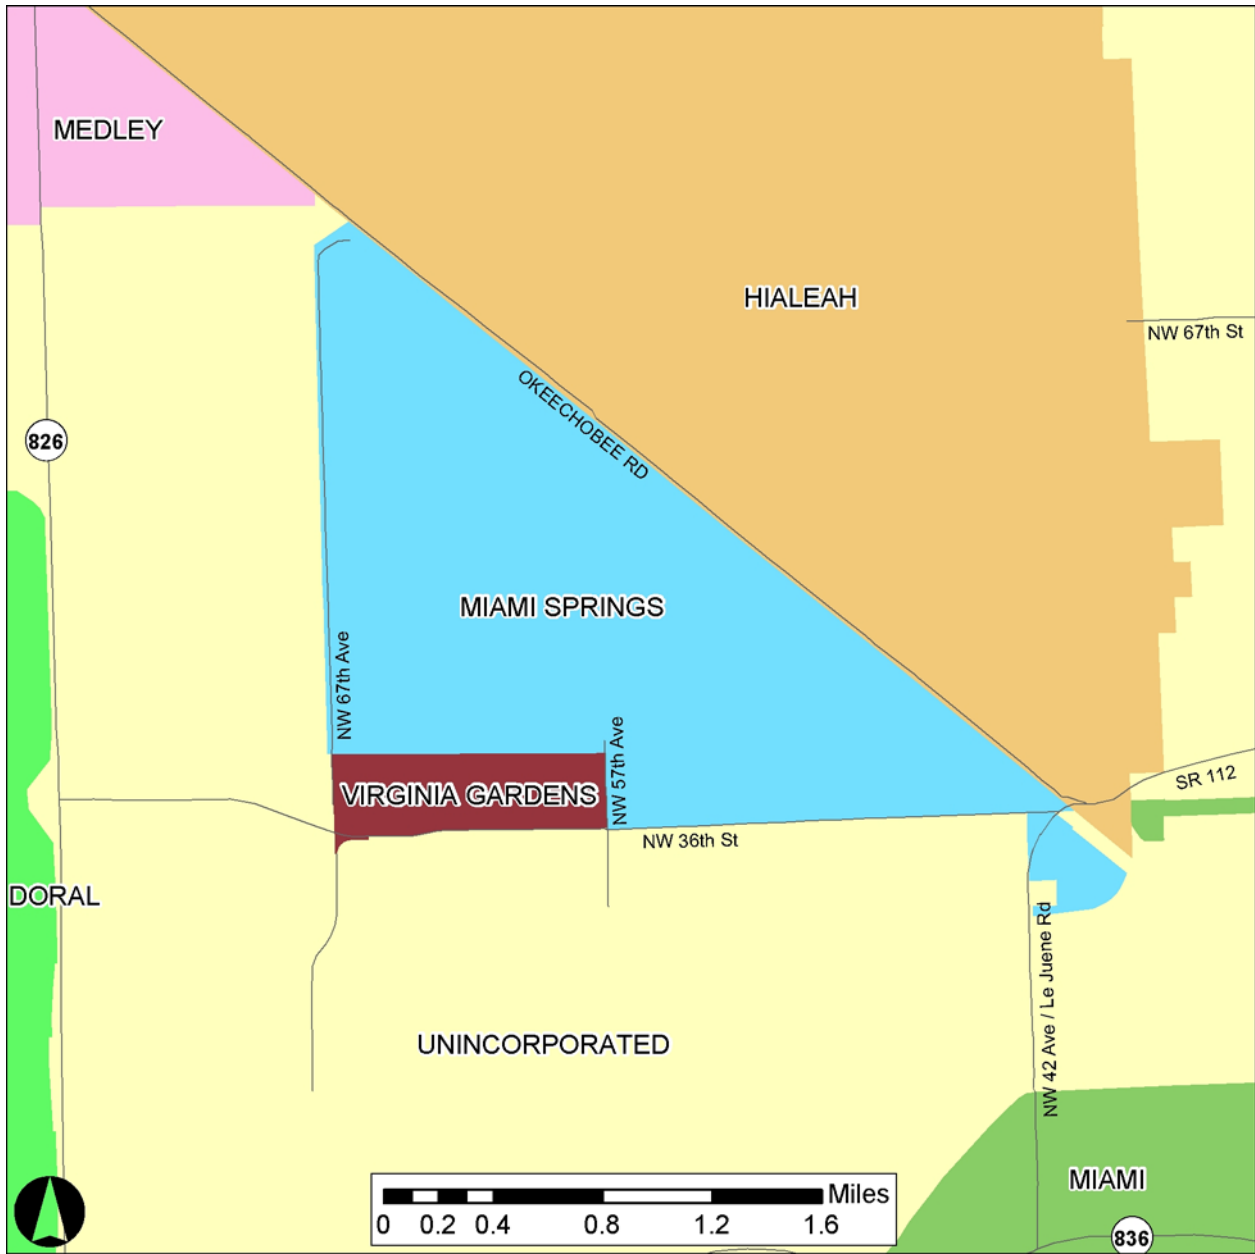 MEDLEY
HIALEAH
NW 67th St
OKEECHOBEE RD
826
MIAMI SPRINGS
NW 67th Ave
NW 57th Ave
SR 112
VIRGINIA GARDENS
NW 36th St
DORAL
NW 42 Ave / Le Juene Rd
UNINCORPORATED
MIAMI
Miles
0 0.2 0.4 0.8 1.2 1.6
836